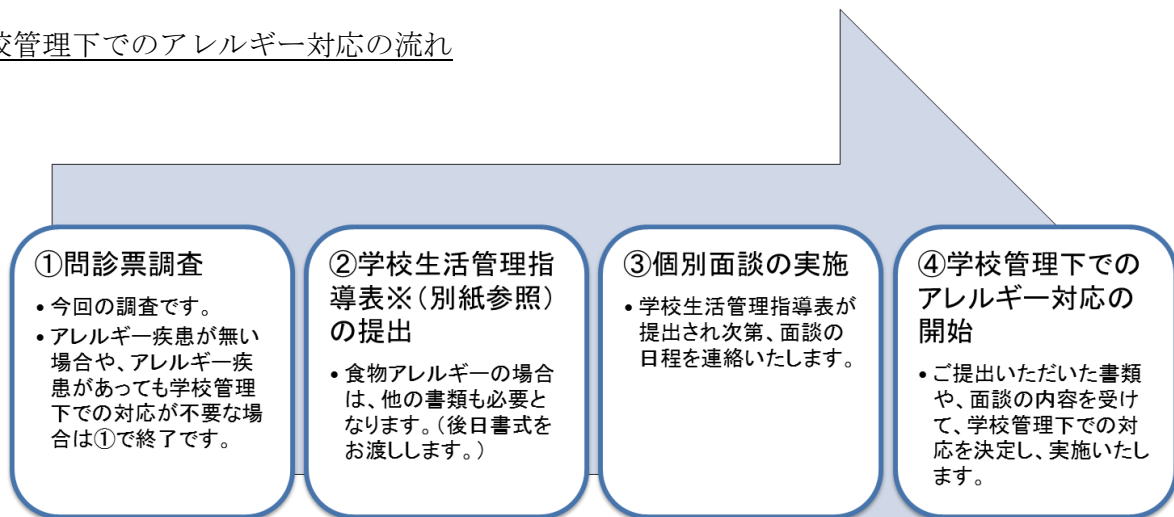 校管理下でのアレルギー対応の流れ
①問診票調査
• 今回の調査です。
• アレルギー疾患が無い
場合や、アレルギー疾
患があっても学校管理
下での対応が不要な場
合は①で終了です。
②学校生活管理指
導表※(別紙参照)
の提出
• 食物アレルギーの場合
は、他の書類も必要と
なります。(後日書式を
お渡しします。)
③個別面談の実施
• 学校生活管理指導表が
提出され次第、面談の
日程を連絡いたします。
④学校管理下での
アレルギー対応の
開始
• ご提出いただいた書類
や、面談の内容を受け
て、学校管理下での対
応を決定し、実施いたし
ます。